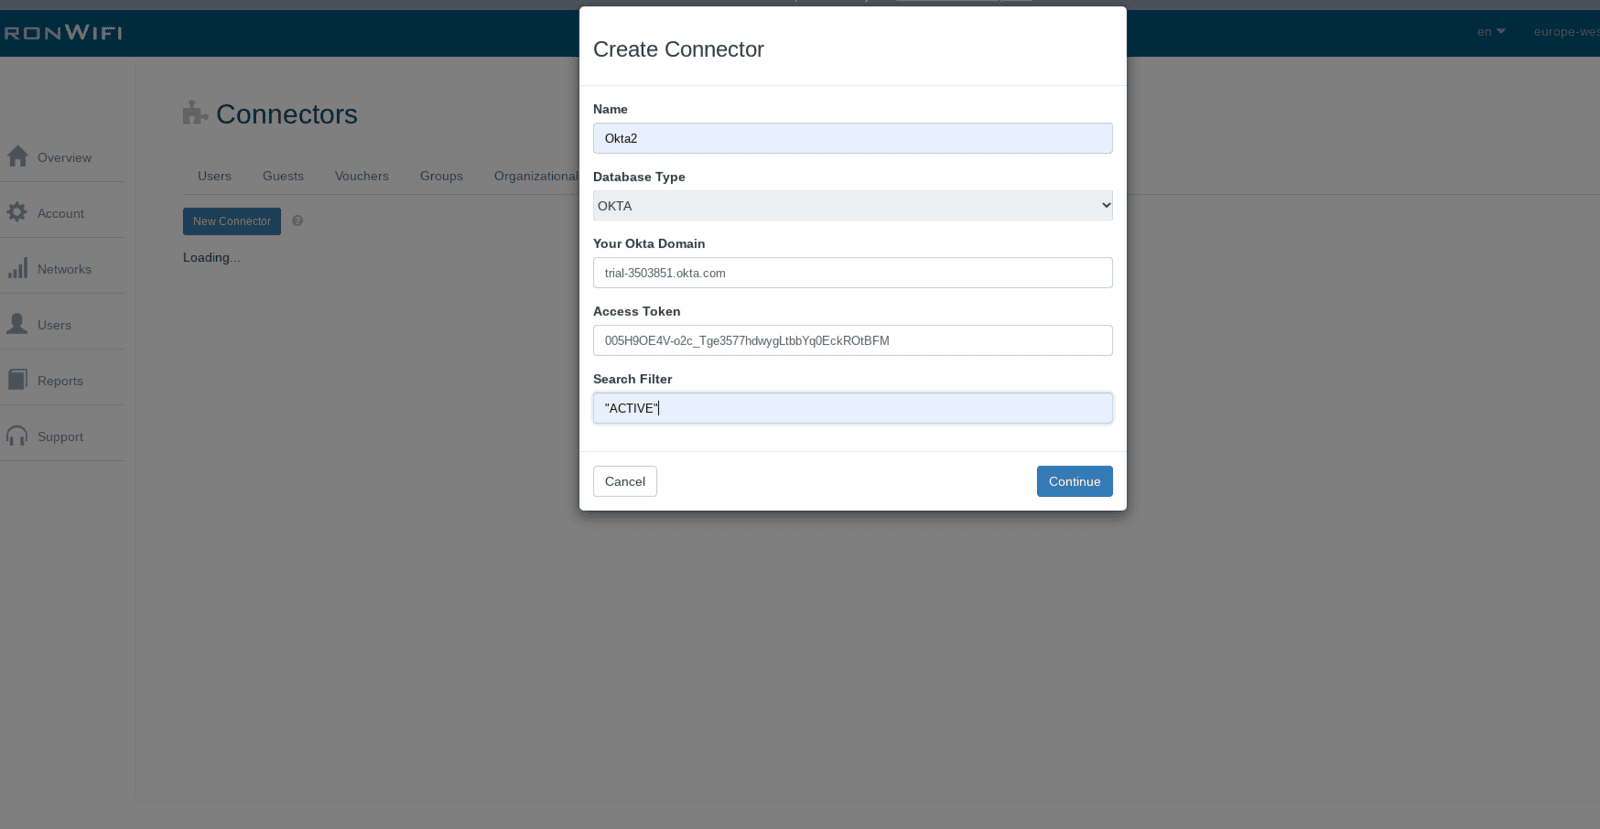 RONWIFI
en
europe-wes
Connectors
Overview
Account
Networks
Users
Reports
Support
Users
Guests
Vouchers
Groups
Organizational
New Connector
Loading...
Create Connector
Name
Okta2
Database Type
OKTA
Your Okta Domain
trial-3503851.okta.com
Access Token
005H9OE4V-o2c_Tge3577hdwygLtbbYq0EckROtBFM
Search Filter
"ACTIVE"
Cancel
Continue